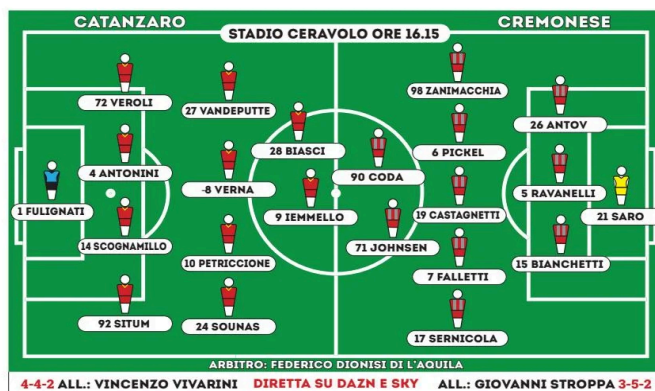 CATANZARO
CREMONESE
STADIO CERAVOLO ORE 16.15
72 VEROLI
27 VANDEPUTTE
98 ZANIMACCHIA
26 ANTOV
28 BIASCI
6 PICKEL
4 ANTONINI
90 CODA
-8 VERNA
5 RAVANELLI
1 FULIGNATI
9 IEMMELLO
19 CASTAGNETTI
21 SARO
14 SCOGNAMILLO
71 JOHNSEN
10 PETRICCIONE
7 FALLETTI
15 BIANCHETTI
92 SITUM
24 SOUNAS
17 SERNICOLA
ARBITRO: FEDERICO DIONISI DI L'AQUILA
4-4-2 ALL.: VINCENZO VIVARINI DIRETTA SU DAZN E SKY ALL.: GIOVANNI STROPPA 3-5-2